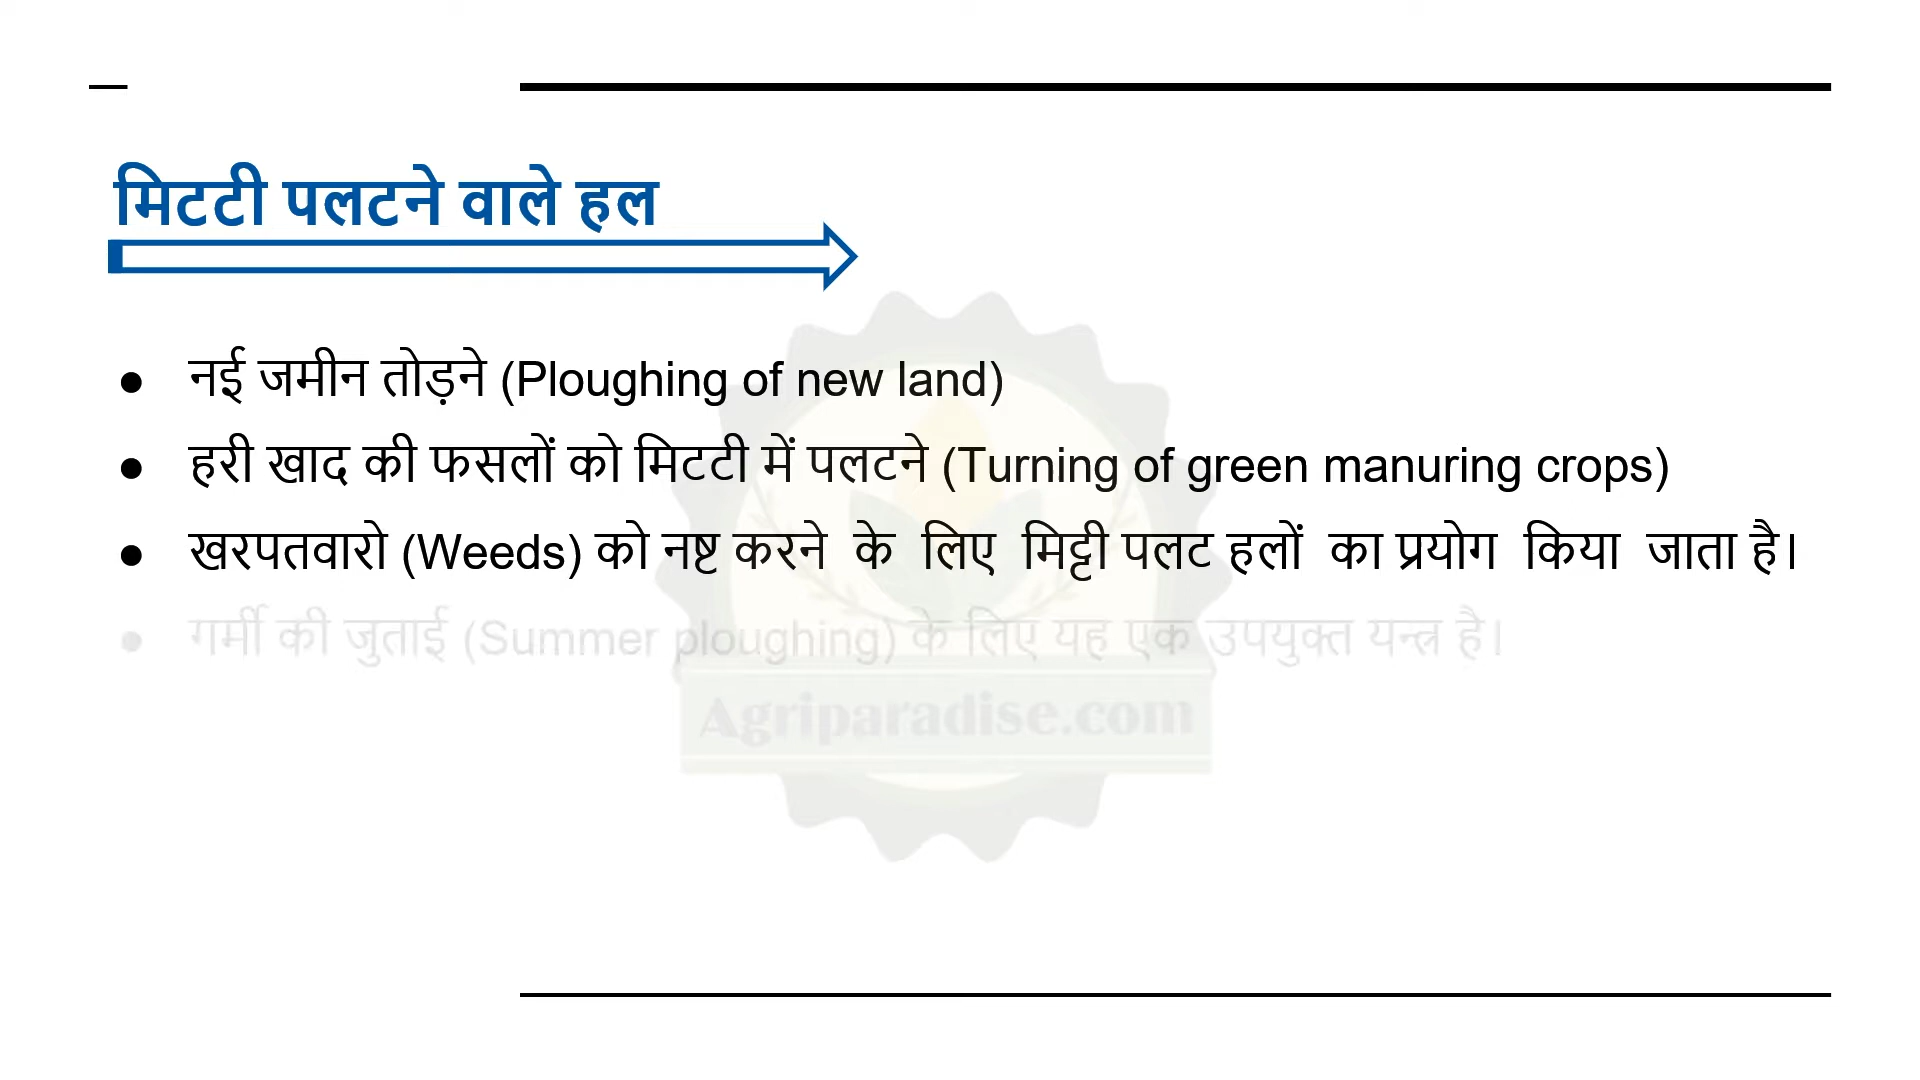 मिटटी पलटने वाले हल
● नई जमीन तोड़ने (Ploughing of new land)
● हरी खाद की फसलों को मिटटी में पलटने (Turning of green manuring crops)
● खरपतवारो (Weeds) को नष्ट करने के लिए मिट्टी पलट हलों का प्रयोग किया जाता है।
● गर्मी की जुताई (Summer ploughing) के लिए यह एक उपयुक्त यन्त्र है।
Agriparadise.com